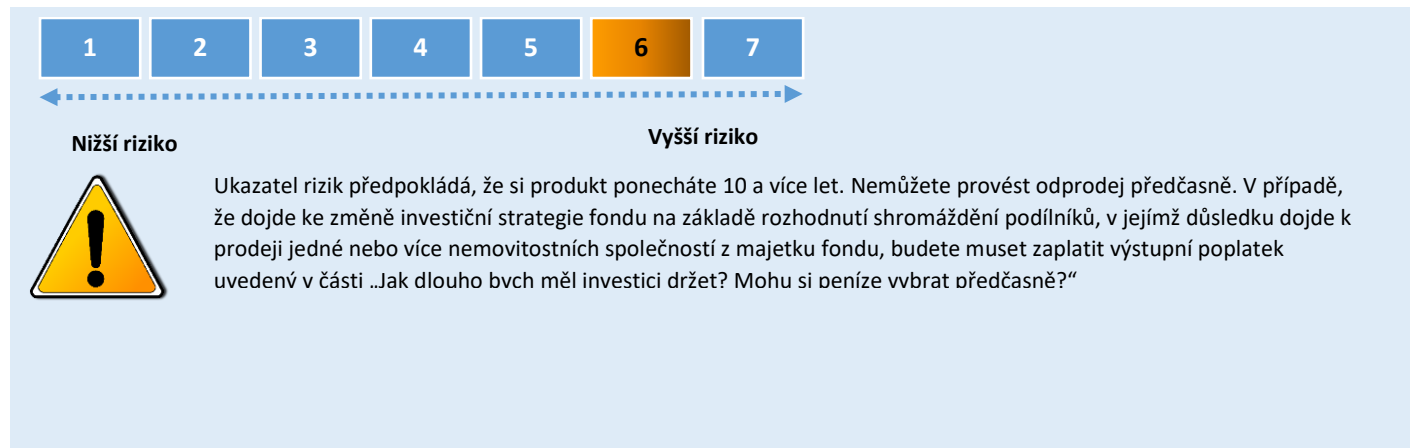 1 2 3 4 5 6 7
Nižší riziko Vyšší riziko
Ukazatel rizik předpokládá, že si produkt ponecháte 10 a více let. Nemůžete provést odprodej předčasně. V případě,
že dojde ke změně investiční strategie fondu na základě rozhodnutí shromáždění podílníků, v jejímž důsledku dojde k
prodeji jedné nebo více nemovitostních společností z majetku fondu, budete muset zaplatit výstupní poplatek
uvedený v části „Jak dlouho bych měl investici držet? Mohu si peníze vybrat předčasně?“